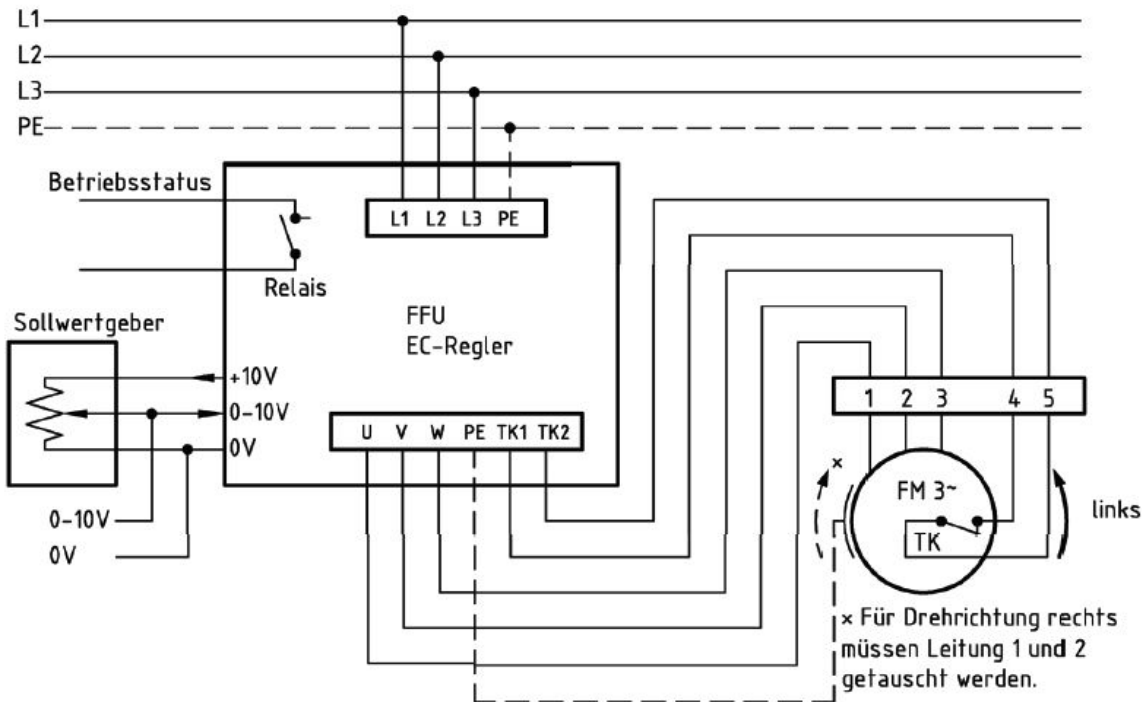 L1
L2
L3
PE
Betriebsstatus
L1 L2 L3 PE
Relais
Sollwertgeber
FFU
EC-Regler
+10V
0-10V
0V
U V W PE TK1 TK2
1 2 3 4 5
×
FM 3~
TK
links
0-10V
0V
× Für Drehrichtung rechts
müssen Leitung 1 und 2
getauscht werden.